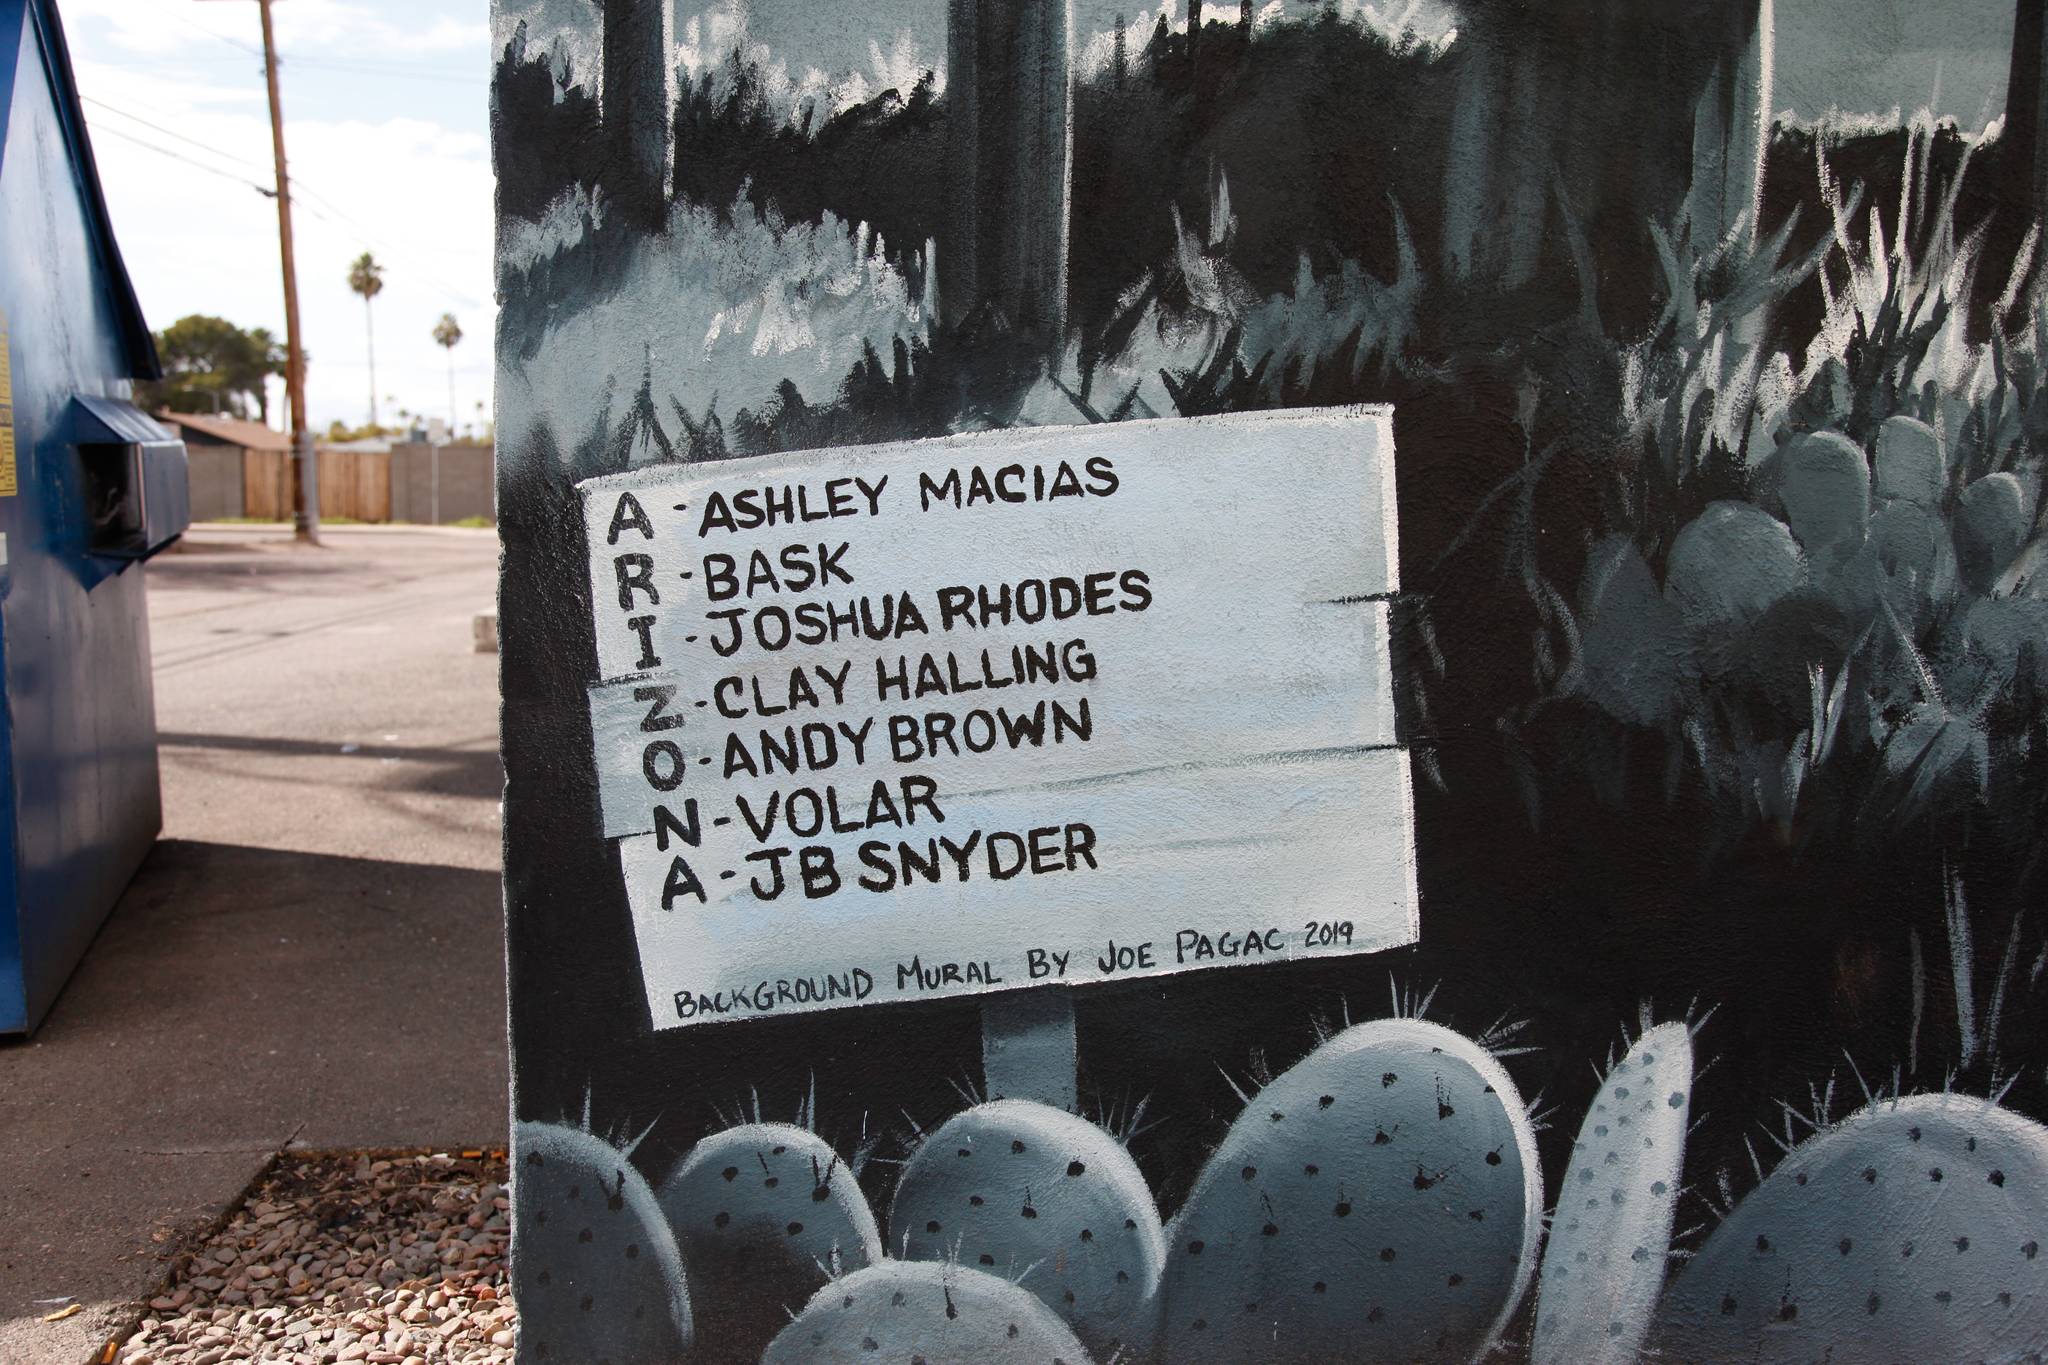 A - ASHLEY MACIAS
R - BASK
I - JOSHUA RHODES
Z - CLAY HALLING
O - ANDY BROWN
N - VOLAR
A - JB SNYDER
BACKGROUND MURAL BY JOE PAGAC 2019